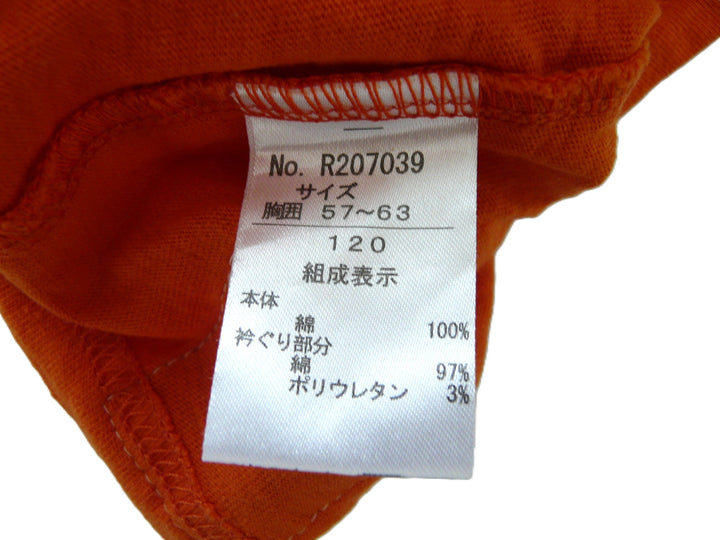 No. R207039
サイズ
胸囲 57～63
120
組成表示
本体
綿 100%
衿ぐり部分
綿 97%
ポリウレタン 3%